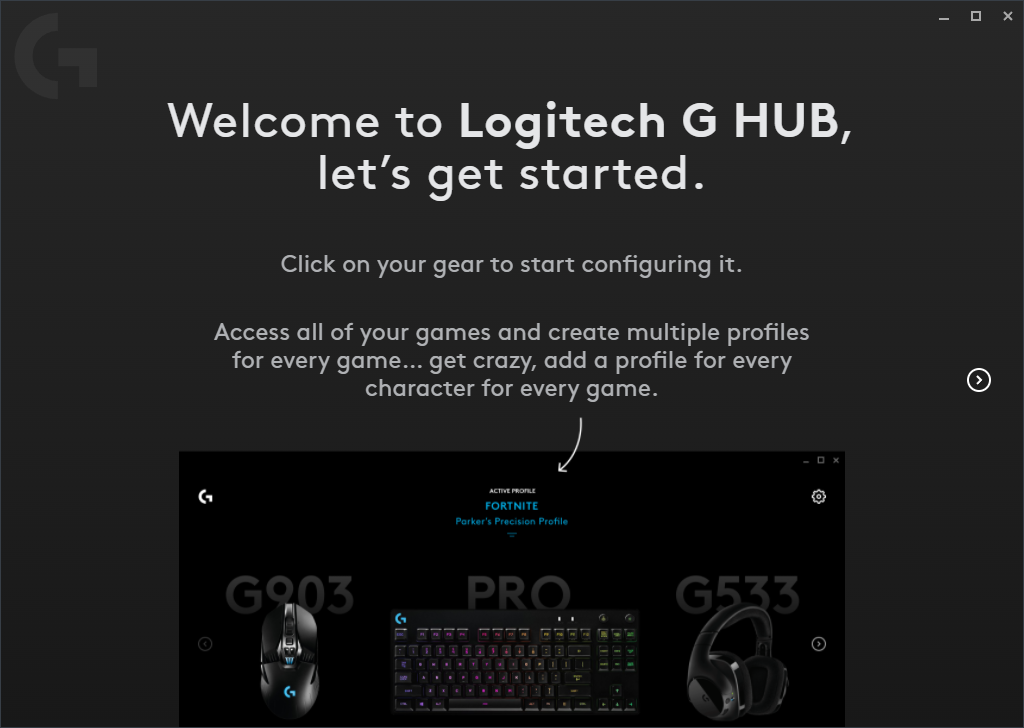 Welcome to Logitech G HUB,
let’s get started.
Click on your gear to start configuring it.
Access all of your games and create multiple profiles
for every game... get crazy, add a profile for every
character for every game.
ACTIVE PROFILE
FORTNITE
Parker's Precision Profile
G903 PRO G533